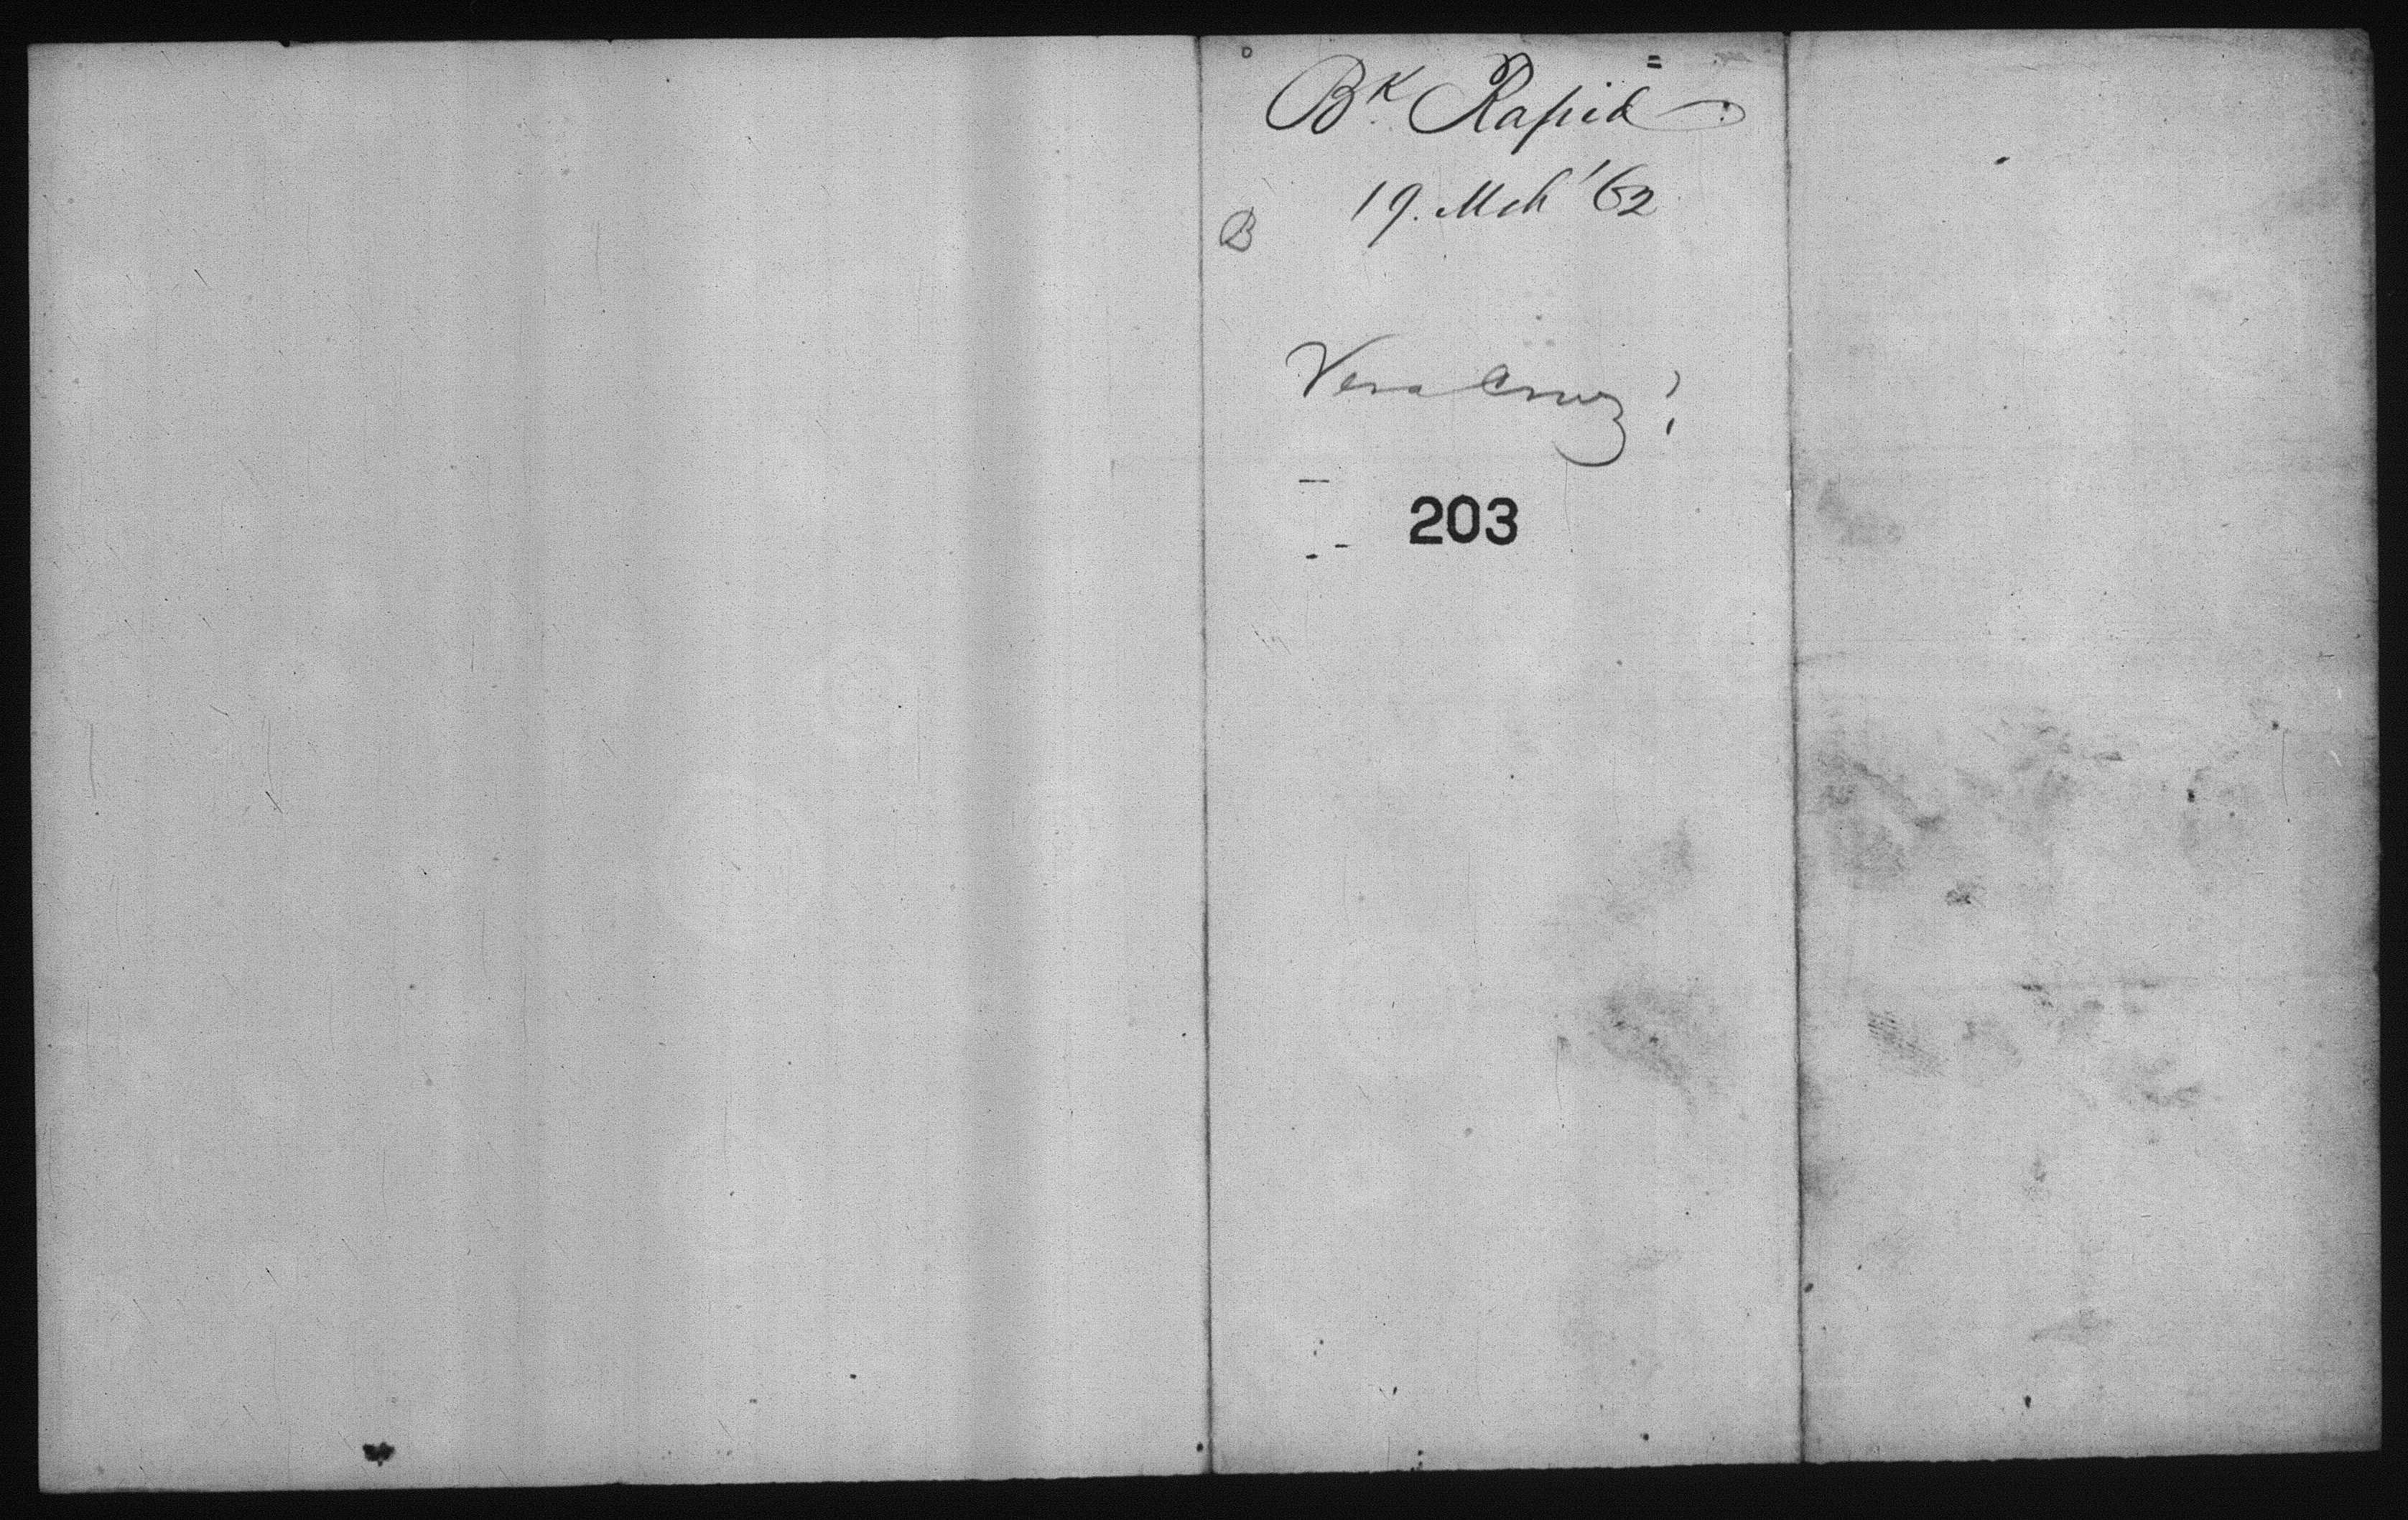 Bk. Rapid
19. Mch '62
B
Vera Cruz!
203